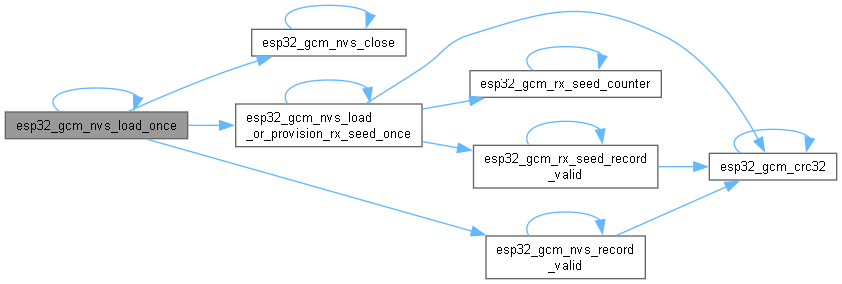 esp32_gcm_nvs_close
esp32_gcm_rx_seed_counter
esp32_gcm_nvs_load_once
esp32_gcm_nvs_load
_or_provision_rx_seed_once
esp32_gcm_rx_seed_record
_valid
esp32_gcm_crc32
esp32_gcm_nvs_record
_valid